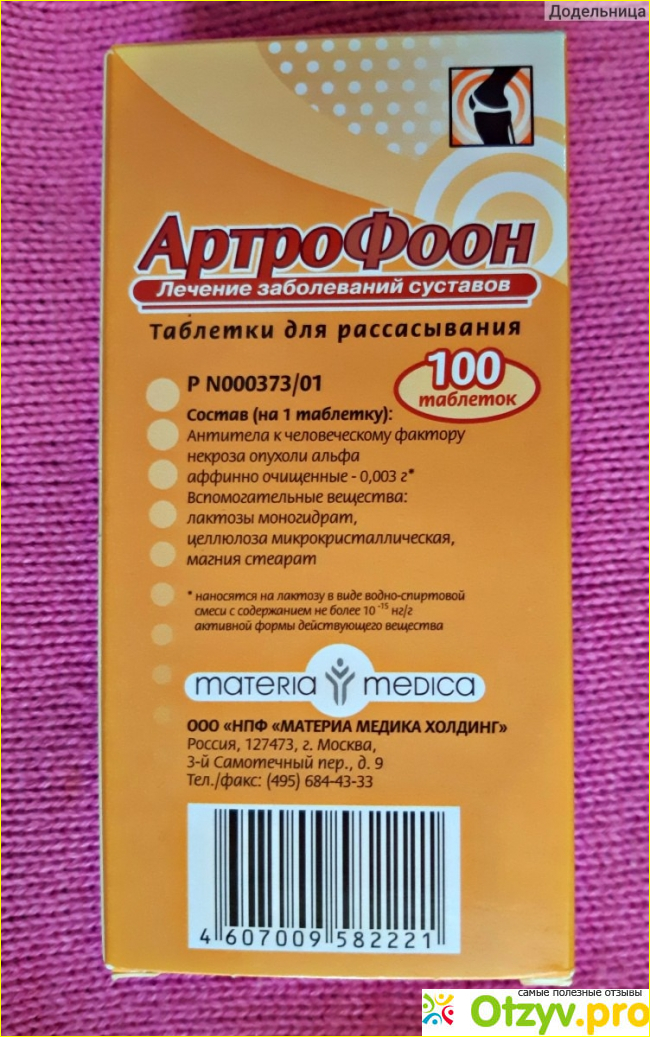 Додельница
АртроФоон
Лечение заболеваний суставов
Таблетки для рассасывания
100
таблеток
Р N000373/01
Состав (на 1 таблетку):
Антитела к человеческому фактору
некроза опухоли альфа
аффинно очищенные - 0,003 г*
Вспомогательные вещества:
лактозы моногидрат,
целлюлоза микрокристаллическая,
магния стеарат
* наносятся на лактозу в виде водно-спиртовой
смеси с содержанием не более 10⁻¹⁵ нг/г
активной формы действующего вещества
materia medica
ООО «НПФ «МАТЕРИА МЕДИКА ХОЛДИНГ»
Россия, 127473, г. Москва,
3-й Самотечный пер., д. 9
Тел./факс: (495) 684-43-33
4 607009 582221
самые полезные отзывы
Otzyv.pro